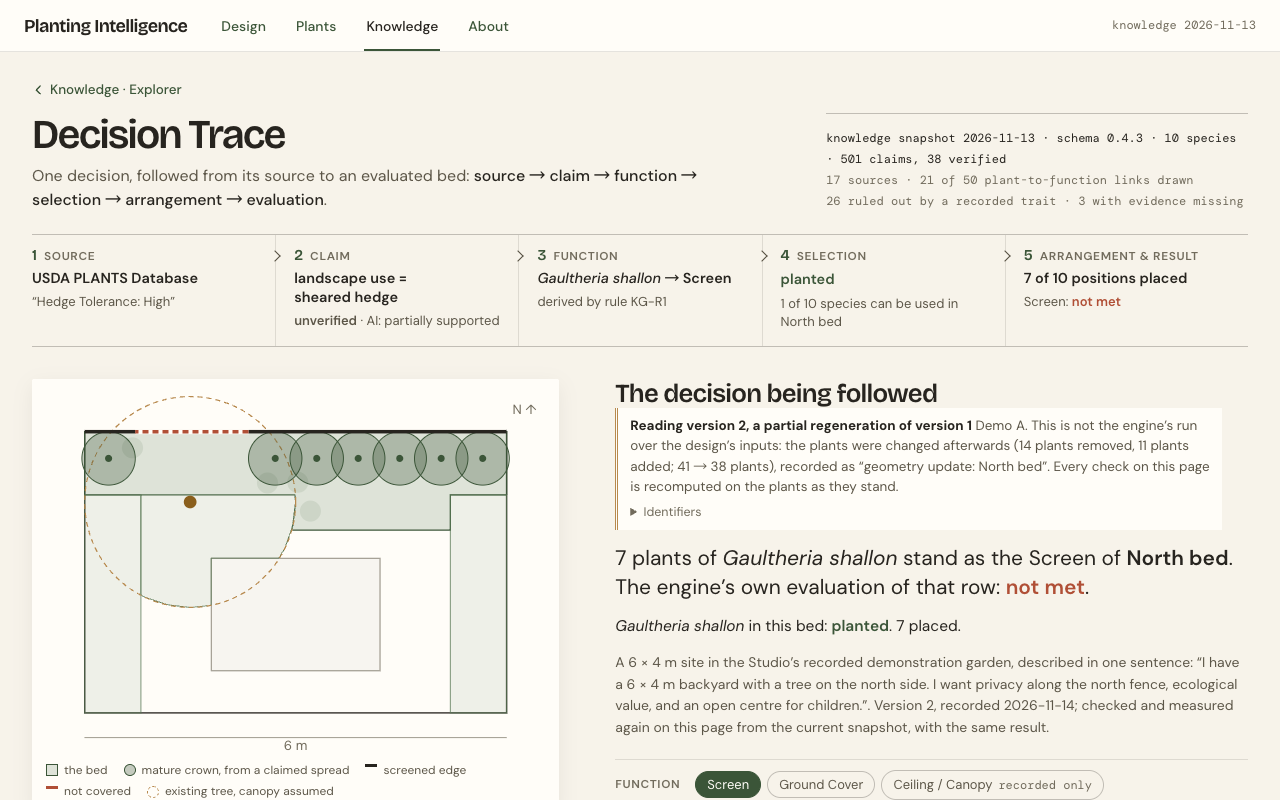 Planting Intelligence
Design
Plants
Knowledge
About
knowledge 2026-11-13
Knowledge · Explorer
Decision Trace
One decision, followed from its source to an evaluated bed: source → claim → function →
selection → arrangement → evaluation.
knowledge snapshot 2026-11-13 · schema 0.4.3 · 10 species
· 501 claims, 38 verified
17 sources · 21 of 50 plant-to-function links drawn
26 ruled out by a recorded trait · 3 with evidence missing
1 SOURCE
USDA PLANTS Database
“Hedge Tolerance: High”
2 CLAIM
landscape use =
sheared hedge
unverified · AI: partially supported
3 FUNCTION
Gaultheria shallon → Screen
derived by rule KG-R1
4 SELECTION
planted
1 of 10 species can be used in
North bed
5 ARRANGEMENT & RESULT
7 of 10 positions placed
Screen: not met
N ↑
6 m
the bed
mature crown, from a claimed spread
screened edge
not covered
existing tree, canopy assumed
The decision being followed
Reading version 2, a partial regeneration of version 1 Demo A. This is not the engine’s run
over the design’s inputs: the plants were changed afterwards (14 plants removed, 11 plants
added; 41 → 38 plants), recorded as “geometry update: North bed”. Every check on this page
is recomputed on the plants as they stand.
▶ Identifiers
7 plants of Gaultheria shallon stand as the Screen of North bed.
The engine’s own evaluation of that row: not met.
Gaultheria shallon in this bed: planted. 7 placed.
A 6 × 4 m site in the Studio’s recorded demonstration garden, described in one sentence: “I have
a 6 × 4 m backyard with a tree on the north side. I want privacy along the north fence, ecological
value, and an open centre for children.”. Version 2, recorded 2026-11-14; checked and measured
again on this page from the current snapshot, with the same result.
FUNCTION
Screen
Ground Cover
Ceiling / Canopy recorded only